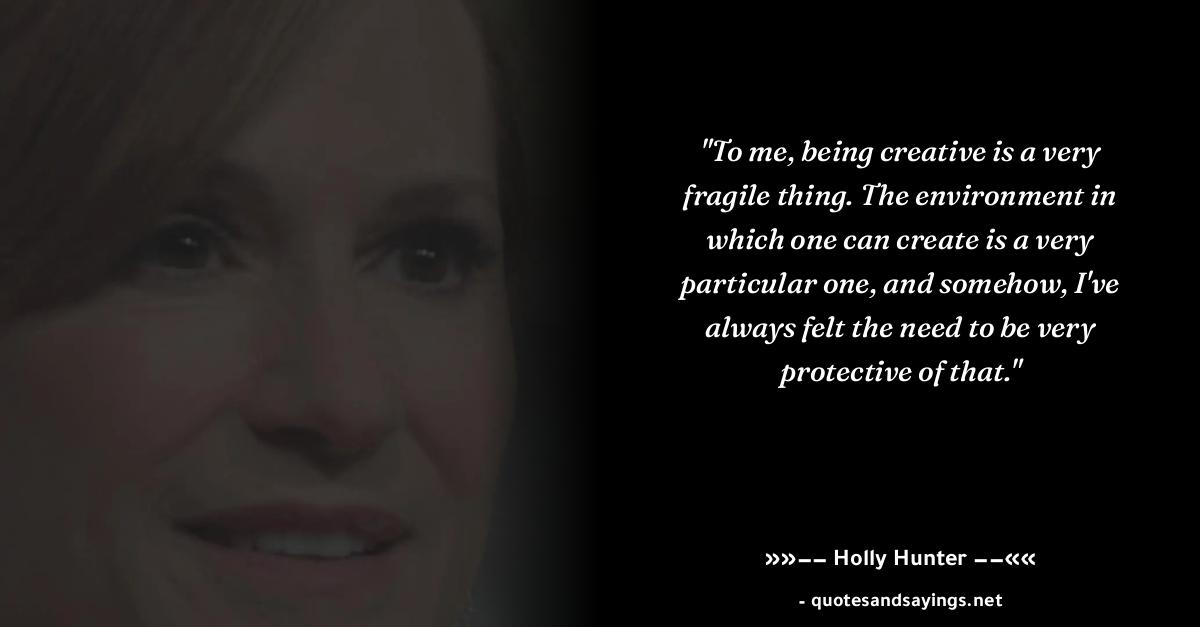 "To me, being creative is a very
fragile thing. The environment in
which one can create is a very
particular one, and somehow, I've
always felt the need to be very
protective of that."
»»−− Holly Hunter −−««
- quotesandsayings.net